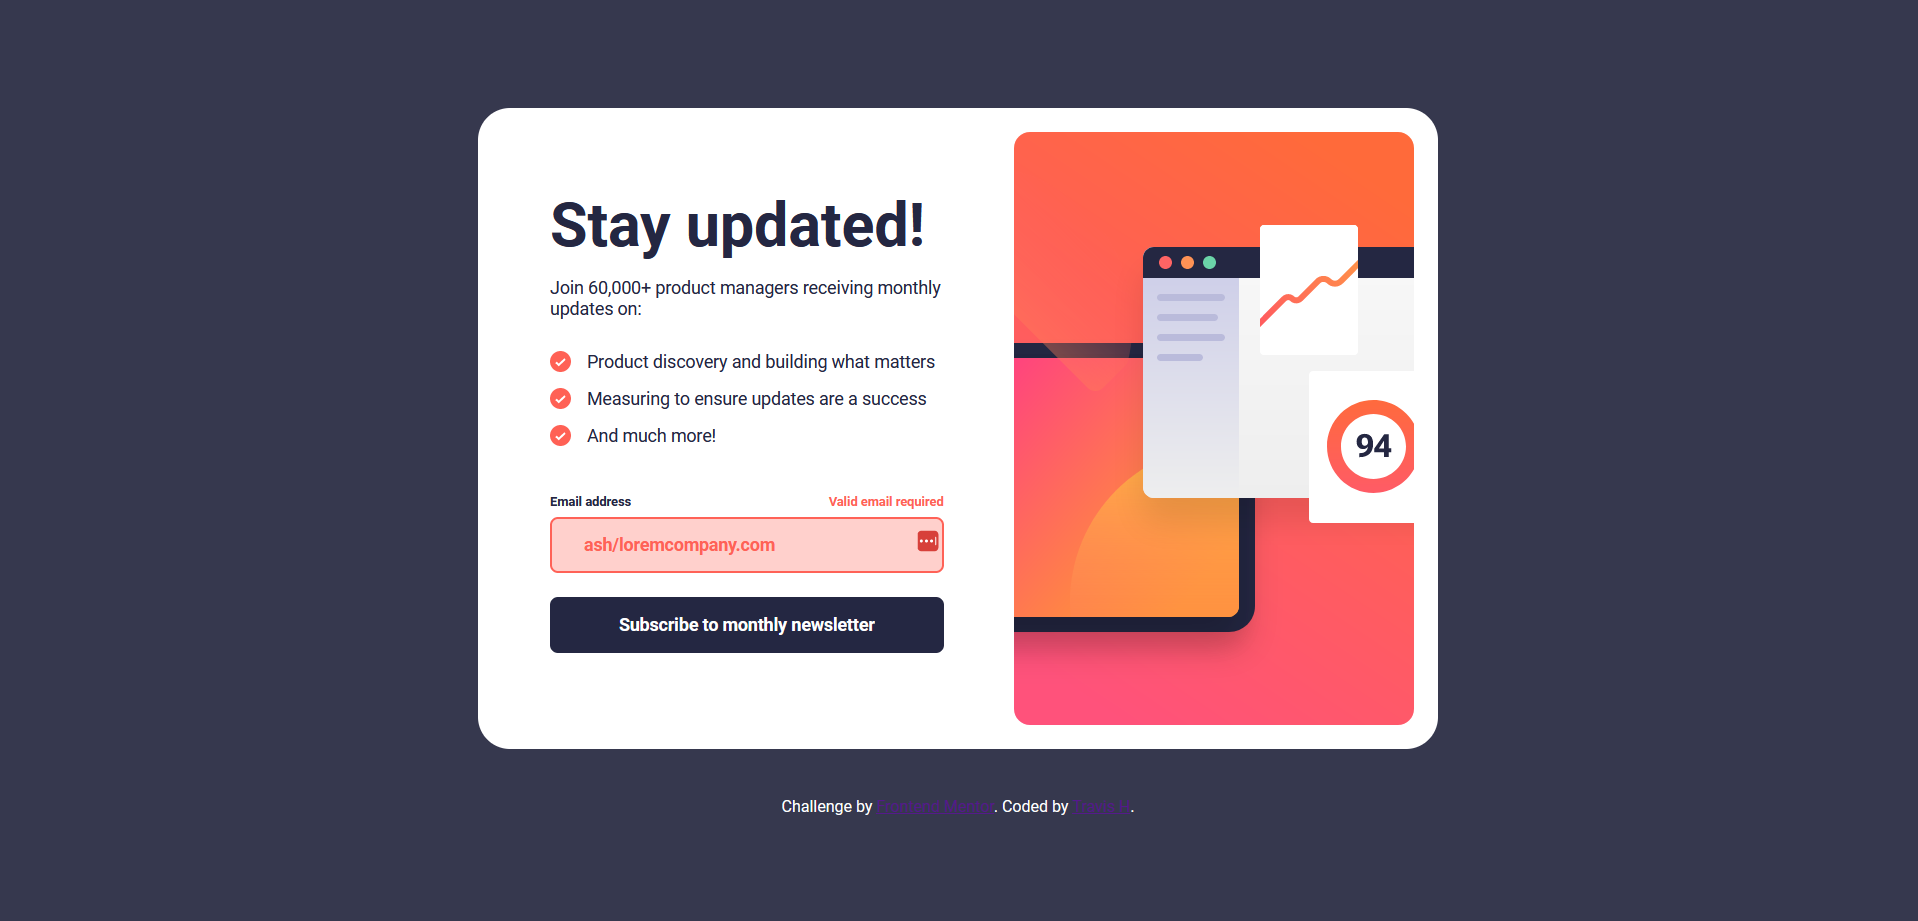 Stay updated!
Join 60,000+ product managers receiving monthly
updates on:
Product discovery and building what matters
Measuring to ensure updates are a success
And much more!
Email address
Valid email required
ash/loremcompany.com
Subscribe to monthly newsletter
94
Challenge by Frontend Mentor. Coded by .